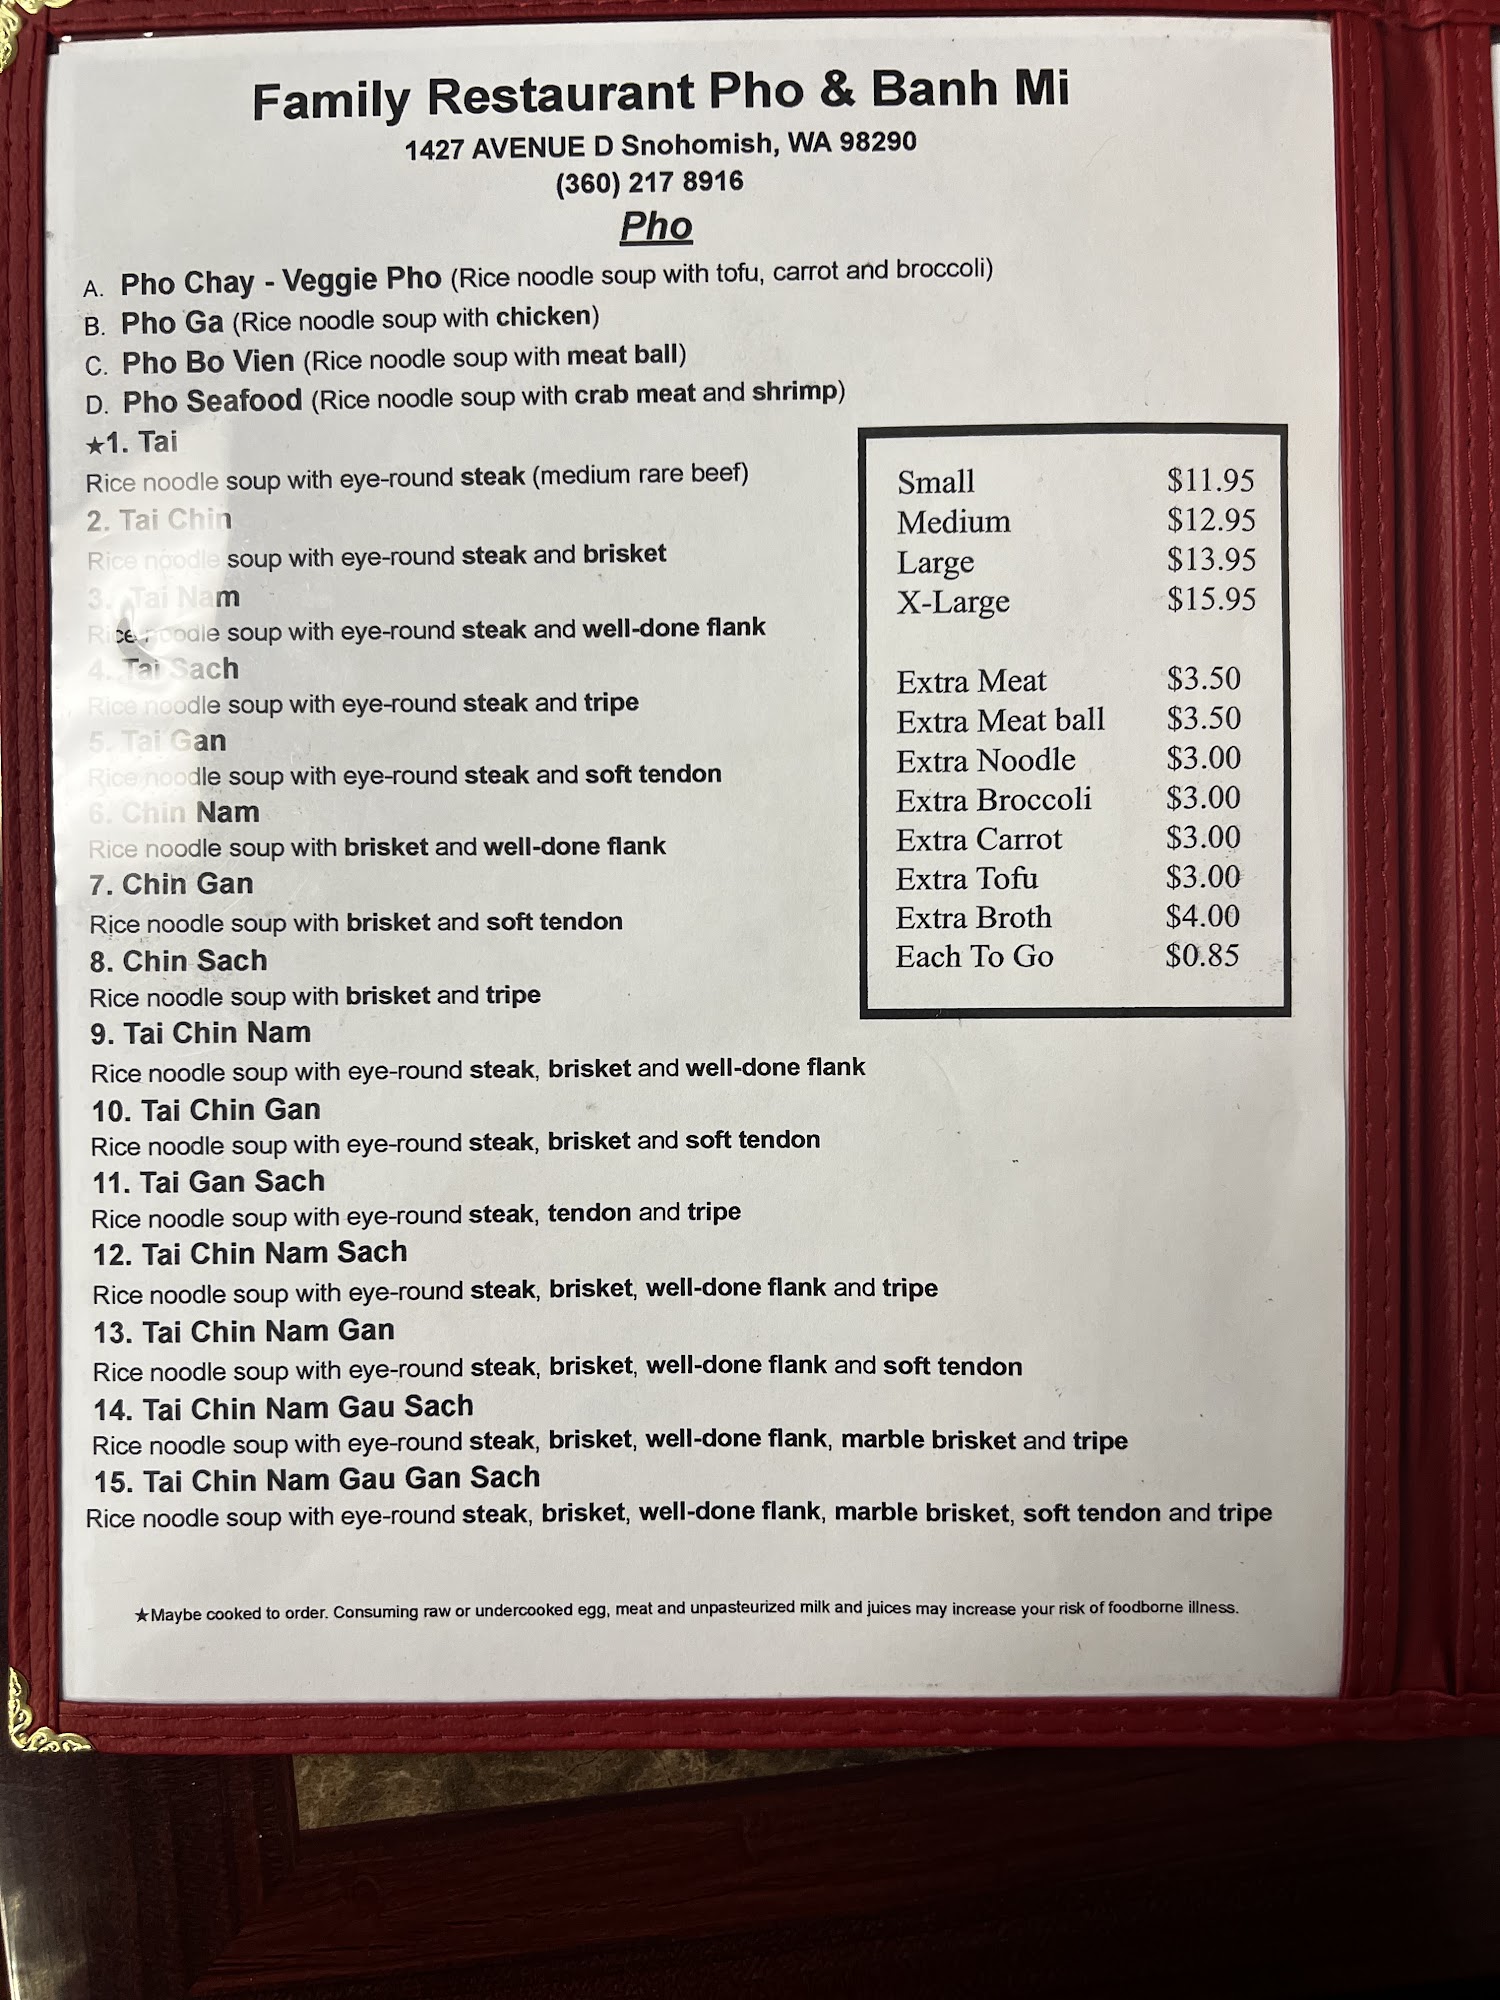 Family Restaurant Pho & Banh Mi
1427 AVENUE D Snohomish, WA 98290
(360) 217 8916
Pho
A. Pho Chay - Veggie Pho (Rice noodle soup with tofu, carrot and broccoli)
B. Pho Ga (Rice noodle soup with chicken)
C. Pho Bo Vien (Rice noodle soup with meat ball)
D. Pho Seafood (Rice noodle soup with crab meat and shrimp)
★1. Tai
Rice noodle soup with eye-round steak (medium rare beef)
2. Tai Chin
Rice noodle soup with eye-round steak and brisket
3. Tai Nam
Rice noodle soup with eye-round steak and well-done flank
4. Tai Sach
Rice noodle soup with eye-round steak and tripe
5. Tai Gan
Rice noodle soup with eye-round steak and soft tendon
6. Chin Nam
Rice noodle soup with brisket and well-done flank
7. Chin Gan
Rice noodle soup with brisket and soft tendon
8. Chin Sach
Rice noodle soup with brisket and tripe
9. Tai Chin Nam
Rice noodle soup with eye-round steak, brisket and well-done flank
10. Tai Chin Gan
Rice noodle soup with eye-round steak, brisket and soft tendon
11. Tai Gan Sach
Rice noodle soup with eye-round steak, tendon and tripe
12. Tai Chin Nam Sach
Rice noodle soup with eye-round steak, brisket, well-done flank and tripe
13. Tai Chin Nam Gan
Rice noodle soup with eye-round steak, brisket, well-done flank and soft tendon
14. Tai Chin Nam Gau Sach
Rice noodle soup with eye-round steak, brisket, well-done flank, marble brisket and tripe
15. Tai Chin Nam Gau Gan Sach
Rice noodle soup with eye-round steak, brisket, well-done flank, marble brisket, soft tendon and tripe
Small $11.95
Medium $12.95
Large $13.95
X-Large $15.95
Extra Meat $3.50
Extra Meat ball $3.50
Extra Noodle $3.00
Extra Broccoli $3.00
Extra Carrot $3.00
Extra Tofu $3.00
Extra Broth $4.00
Each To Go $0.85
★Maybe cooked to order. Consuming raw or undercooked egg, meat and unpasteurized milk and juices may increase your risk of foodborne illness.